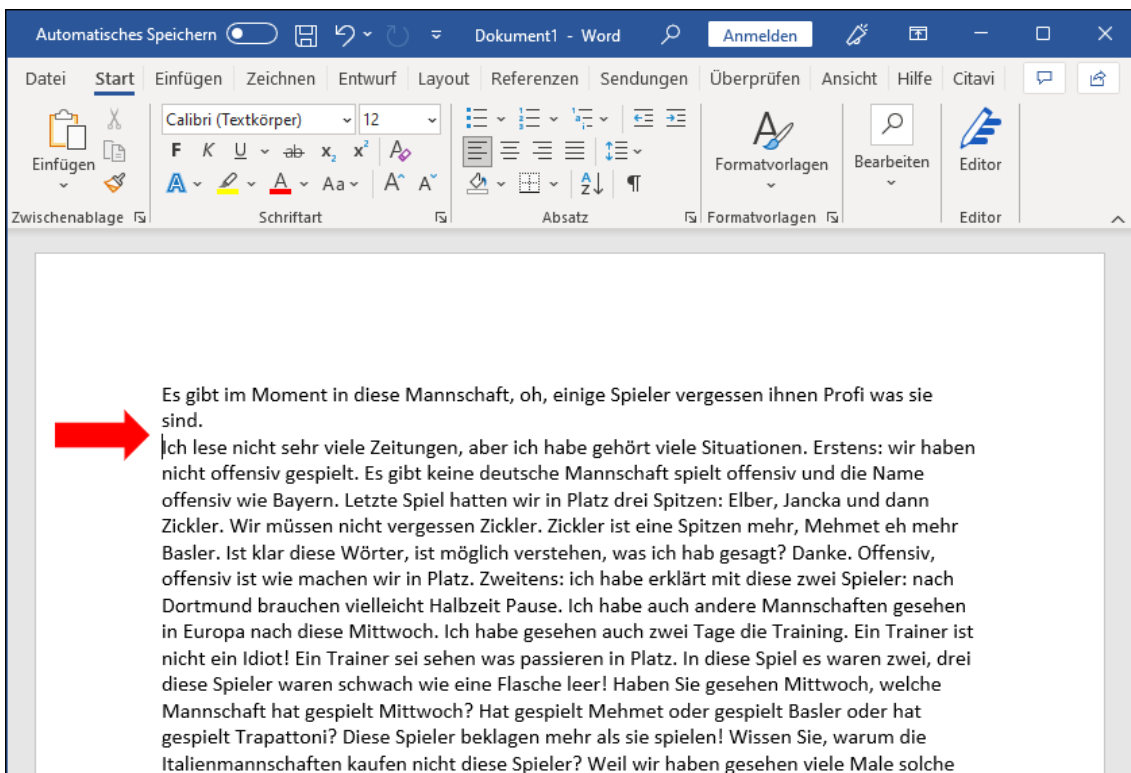 Automatisches Speichern Dokument1 - Word Anmelden
Datei Start Einfügen Zeichnen Entwurf Layout Referenzen Sendungen Überprüfen Ansicht Hilfe Citavi
Calibri (Textkörper) 12
F K U ab x₂ x² A
A A Aa A A
Einfügen
Formatvorlagen
Bearbeiten
Editor
Zwischenablage Schriftart Absatz Formatvorlagen Editor
Es gibt im Moment in diese Mannschaft, oh, einige Spieler vergessen ihnen Profi was sie
sind.
Ich lese nicht sehr viele Zeitungen, aber ich habe gehört viele Situationen. Erstens: wir haben
nicht offensiv gespielt. Es gibt keine deutsche Mannschaft spielt offensiv und die Name
offensiv wie Bayern. Letzte Spiel hatten wir in Platz drei Spitzen: Elber, Jancka und dann
Zickler. Wir müssen nicht vergessen Zickler. Zickler ist eine Spitzen mehr, Mehmet eh mehr
Basler. Ist klar diese Wörter, ist möglich verstehen, was ich hab gesagt? Danke. Offensiv,
offensiv ist wie machen wir in Platz. Zweitens: ich habe erklärt mit diese zwei Spieler: nach
Dortmund brauchen vielleicht Halbzeit Pause. Ich habe auch andere Mannschaften gesehen
in Europa nach diese Mittwoch. Ich habe gesehen auch zwei Tage die Training. Ein Trainer ist
nicht ein Idiot! Ein Trainer sei sehen was passieren in Platz. In diese Spiel es waren zwei, drei
diese Spieler waren schwach wie eine Flasche leer! Haben Sie gesehen Mittwoch, welche
Mannschaft hat gespielt Mittwoch? Hat gespielt Mehmet oder gespielt Basler oder hat
gespielt Trapattoni? Diese Spieler beklagen mehr als sie spielen! Wissen Sie, warum die
Italienmannschaften kaufen nicht diese Spieler? Weil wir haben gesehen viele Male solche